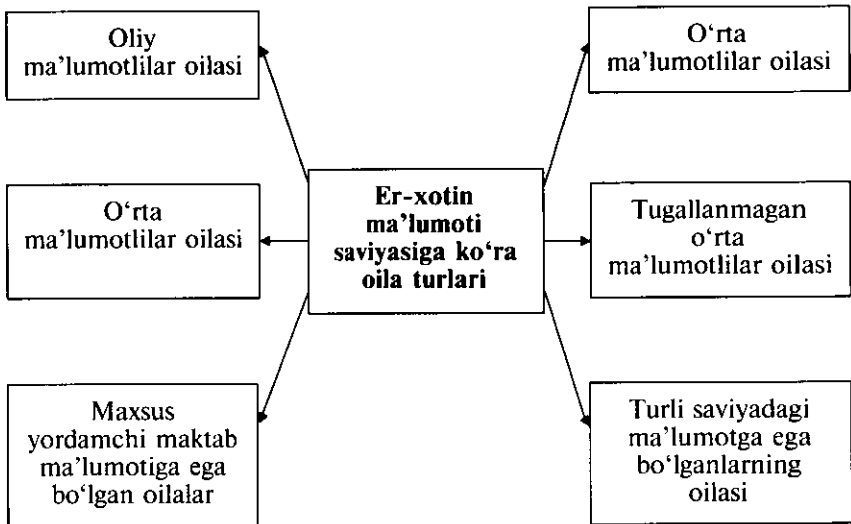 Oliy
ma'lumotlilar oilasi
O‘rta
ma'lumotlilar oilasi
Er-xotin
ma'lumoti
saviyasiga ko‘ra
oila turlari
O‘rta
ma'lumotlilar oilasi
Tugallanmagan
o‘rta
ma'lumotlilar oilasi
Maxsus
yordamchi maktab
ma'lumotiga ega
bo‘lgan oilalar
Turli saviyadagi
ma'lumotga ega
bo‘lganlarning
oilasi